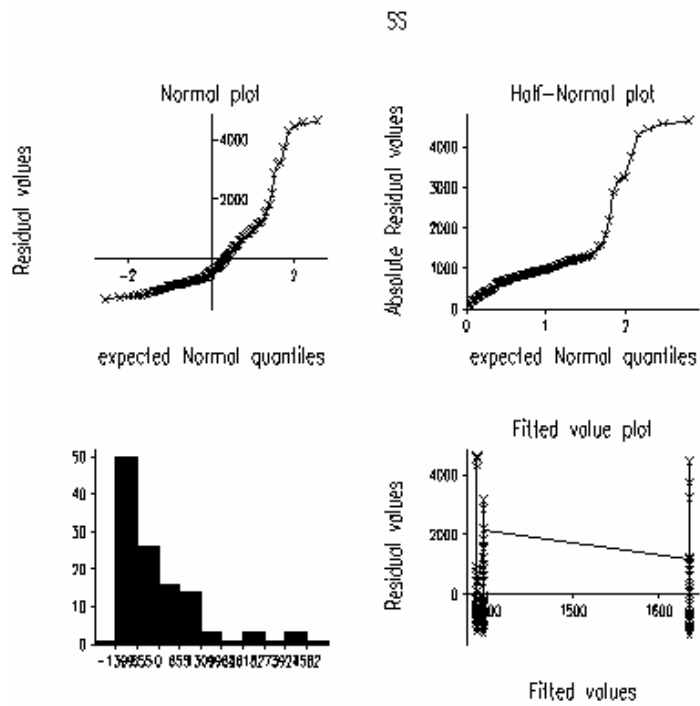 SS
Normal plot
Half-Normal plot
Residual values
4000
2000
-2
2
expected Normal quantiles
Absolute Residual values
4000
3000
2000
1000
0
0
1
2
expected Normal quantiles
50
40
30
20
10
0
Fitted value plot
Residual values
4000
2000
0
1500
1600
Fitted values